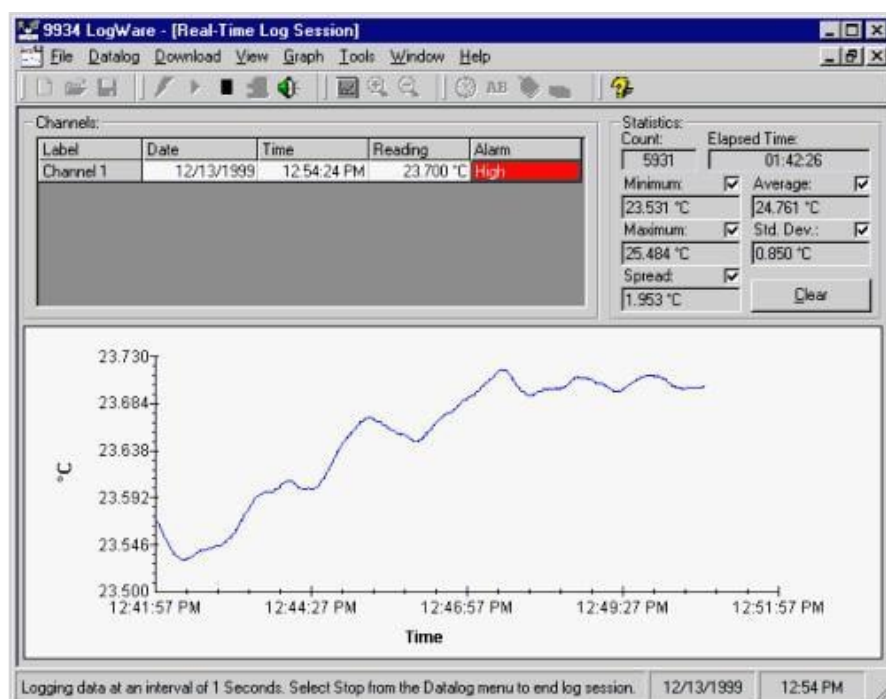 9934 LogWare - [Real-Time Log Session]
File Datalog Download View Graph Tools Window Help
AB
Channels:
Label Date Time Reading Alarm
Channel 1 12/13/1999 12:54:24 PM 23.700 °C High
Statistics:
Count: Elapsed Time:
5931 01:42:26
Minimum: Average:
23.531 °C 24.761 °C
Maximum: Std. Dev.:
25.484 °C 0.850 °C
Spread:
1.953 °C Clear
23.730
23.684
23.638
°C
23.592
23.546
23.500
12:41:57 PM 12:44:27 PM 12:46:57 PM 12:49:27 PM 12:51:57 PM
Time
Logging data at an interval of 1 Seconds. Select Stop from the Datalog menu to end log session. 12/13/1999 12:54 PM